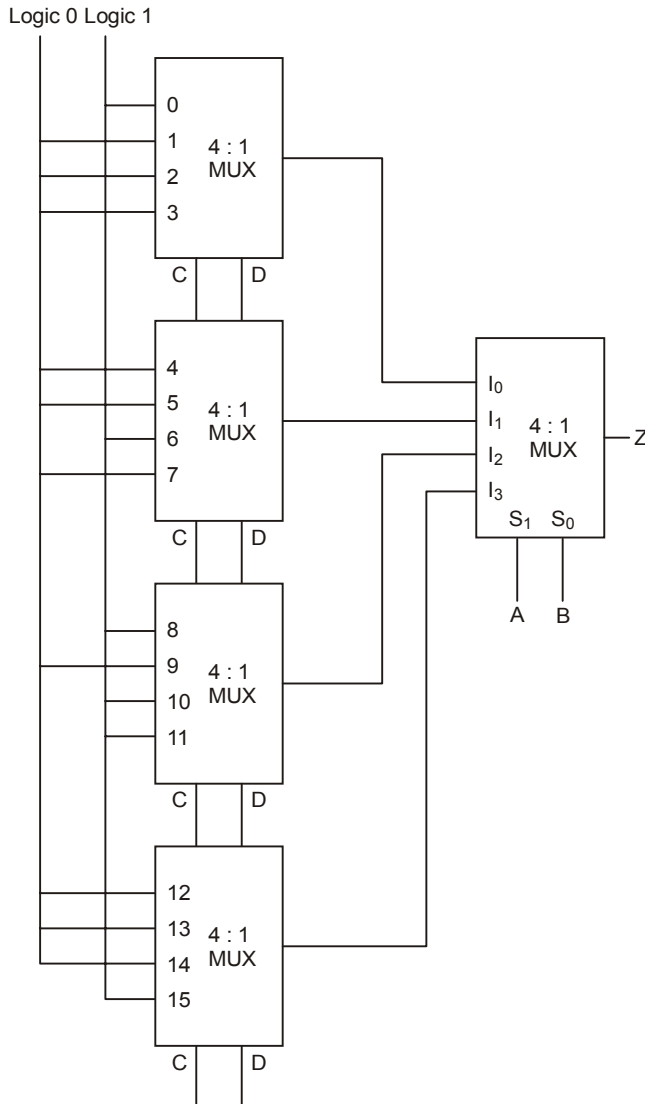 Logic 0 Logic 1
0
1
2
3
4 : 1
MUX
C D
4
5
6
7
4 : 1
MUX
C D
8
9
10
11
4 : 1
MUX
C D
12
13
14
15
4 : 1
MUX
C D
I₀
I₁
I₂
I₃
4 : 1
MUX
S₁ S₀
A B
Z